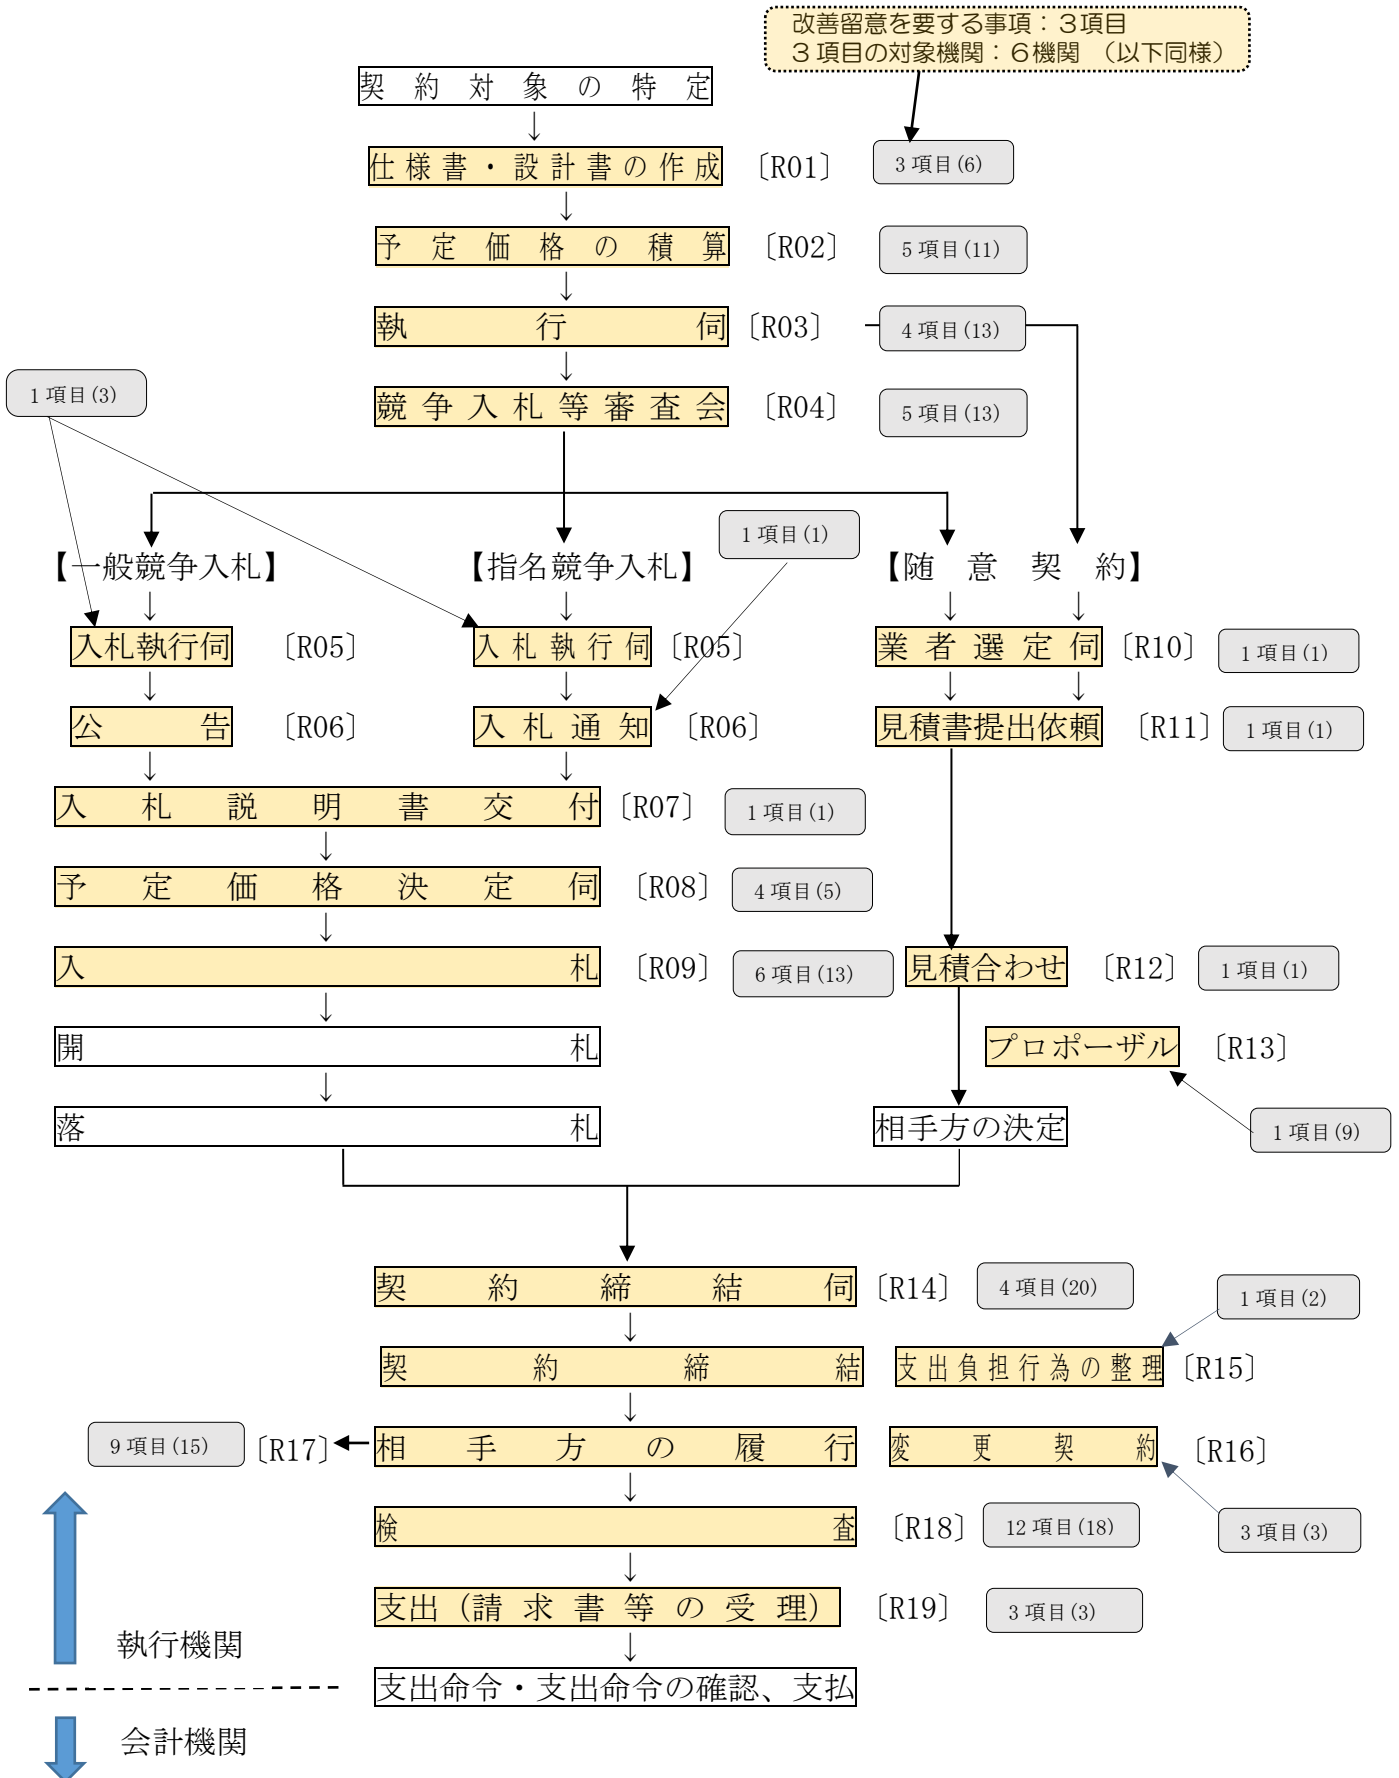 改善留意を要する事項：３項目
３項目の対象機関：６機関　（以下同様）
契約対象の特定
↓
仕様書・設計書の作成 〔R01〕 3項目(6)
↓
予定価格の積算 〔R02〕 5項目(11)
↓
執行伺 〔R03〕 4項目(13)
↓
競争入札等審査会 〔R04〕 5項目(13)
1項目(3)
1項目(1)
【一般競争入札】 【指名競争入札】 【随意契約】
↓ ↓ ↓ ↓
入札執行伺 〔R05〕 入札執行伺 〔R05〕 業者選定伺 〔R10〕 1項目(1)
↓ ↓ ↓ ↓
公告 〔R06〕 入札通知 〔R06〕 見積書提出依頼 〔R11〕 1項目(1)
↓ ↓
入札説明書交付 〔R07〕 1項目(1)
↓
予定価格決定伺 〔R08〕 4項目(5)
↓
入札 〔R09〕 6項目(13) 見積合わせ 〔R12〕 1項目(1)
↓
開札 プロポーザル 〔R13〕
↓
落札 相手方の決定 1項目(9)
契約締結伺 〔R14〕 4項目(20) 1項目(2)
↓
契約締結 支出負担行為の整理 〔R15〕
↓
9項目(15) 〔R17〕 相手方の履行 変更契約 〔R16〕
↓
検査 〔R18〕 12項目(18) 3項目(3)
↓
支出（請求書等の受理） 〔R19〕 3項目(3)
執行機関
↓
支出命令・支出命令の確認、支払
会計機関